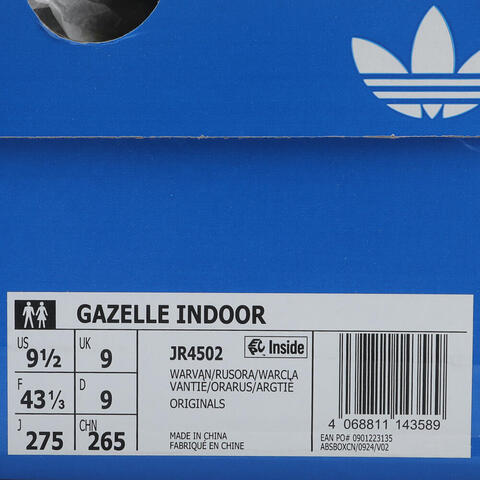 GAZELLE INDOOR
US 9½ UK 9
F 43⅓ D 9
J 275 CHN 265
JR4502 Inside
WARVAN/RUSORA/WARCLA
VANTIE/ORARUS/ARGTIE
ORIGINALS
MADE IN CHINA
FABRIQUÉ EN CHINE
4 068811 143589
EAN PO# 0901223135
ABSBOXCN/0924/V02